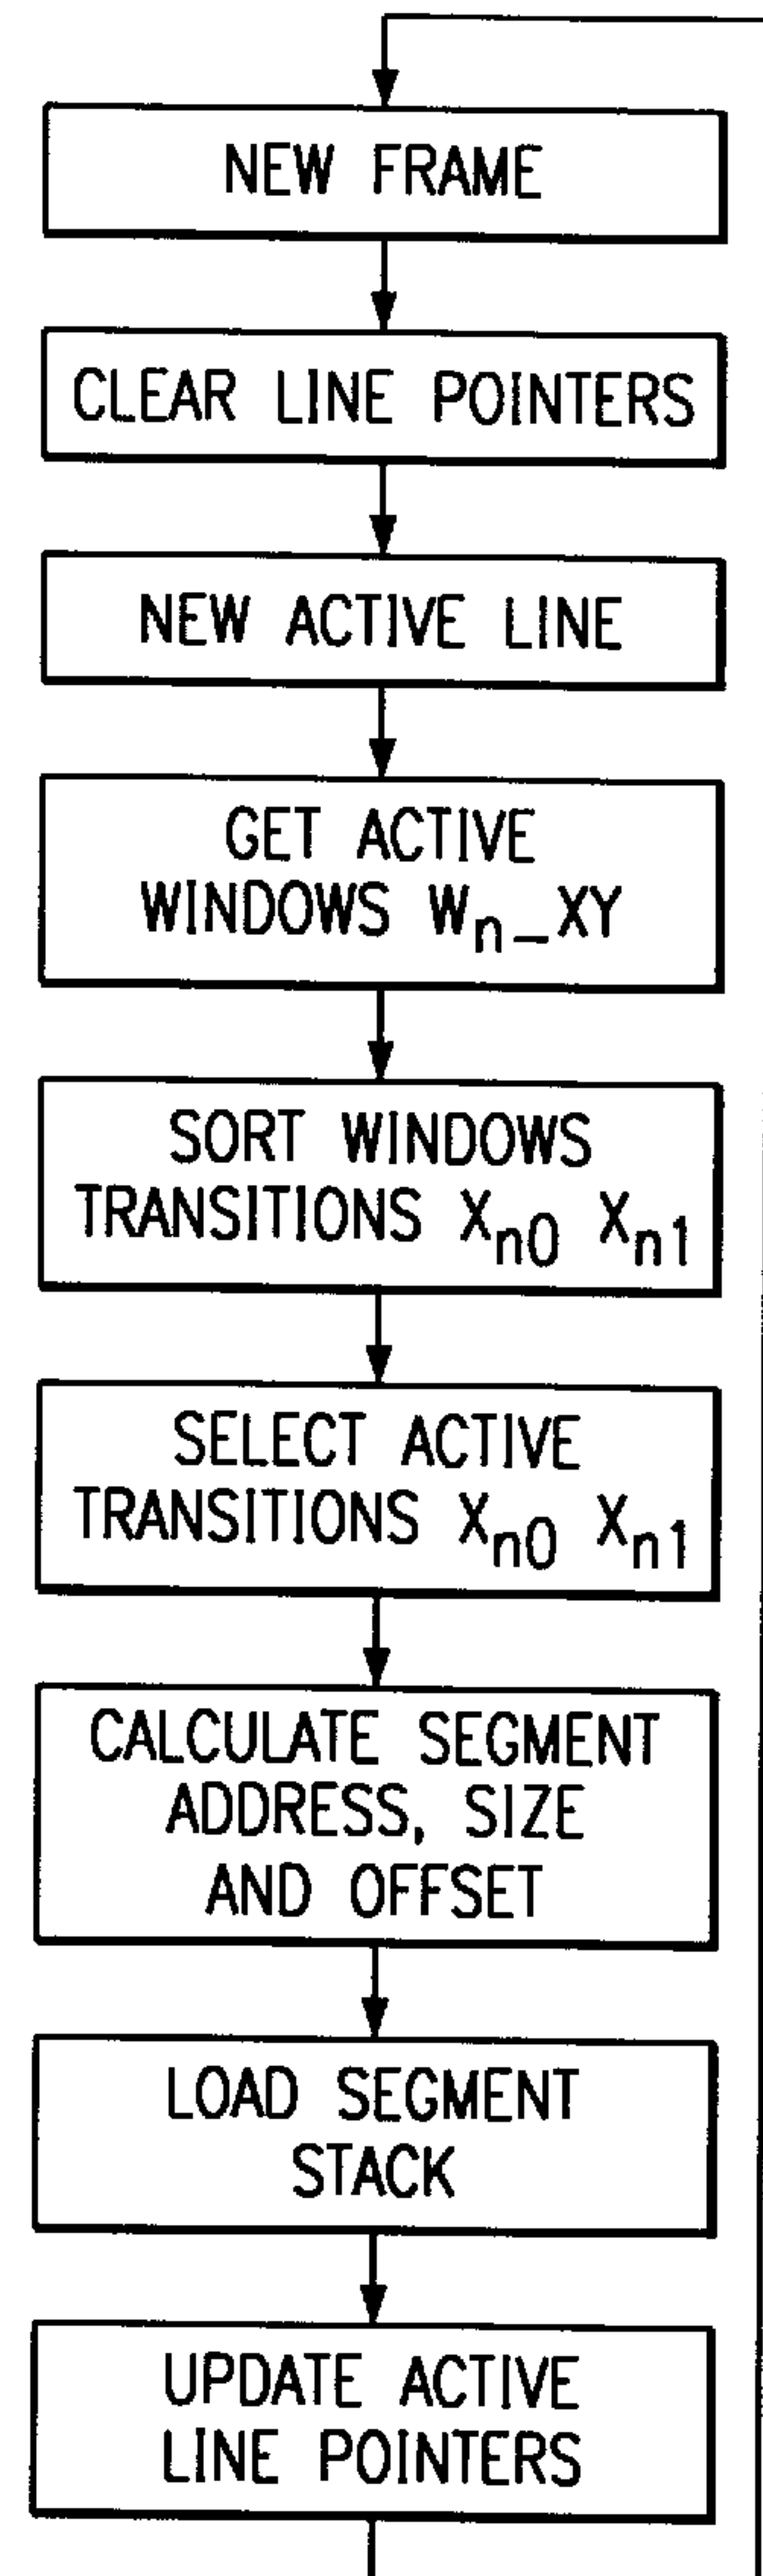 NEW FRAME
CLEAR LINE POINTERS
NEW ACTIVE LINE
GET ACTIVE
WINDOWS Wn_XY
SORT WINDOWS
TRANSITIONS Xn0 Xn1
SELECT ACTIVE
TRANSITIONS Xn0 Xn1
CALCULATE SEGMENT
ADDRESS, SIZE
AND OFFSET
LOAD SEGMENT
STACK
UPDATE ACTIVE
LINE POINTERS